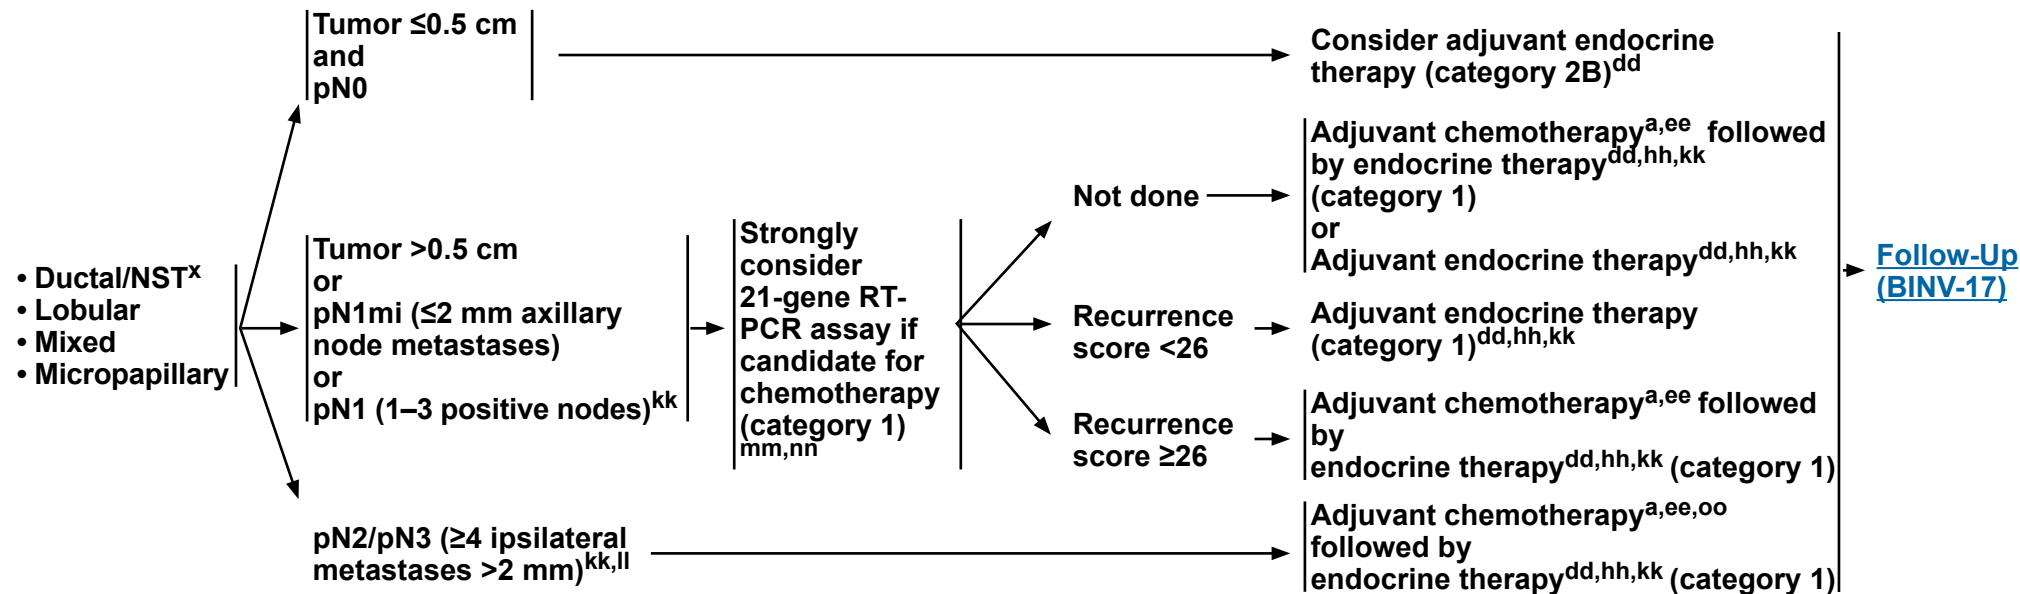 • Ductal/NSTx
• Lobular
• Mixed
• Micropapillary
Tumor ≤0.5 cm
and
pN0
Tumor >0.5 cm
or
pN1mi (≤2 mm axillary
node metastases)
or
pN1 (1–3 positive nodes)kk
pN2/pN3 (≥4 ipsilateral
metastases >2 mm)kk,ll
Strongly
consider
21-gene RT-
PCR assay if
candidate for
chemotherapy
(category 1)
mm,nn
Not done
Recurrence
score <26
Recurrence
score ≥26
Consider adjuvant endocrine
therapy (category 2B)dd
Adjuvant chemotherapya,ee followed
by endocrine therapydd,hh,kk
(category 1)
or
Adjuvant endocrine therapydd,hh,kk
Adjuvant endocrine therapy
(category 1)dd,hh,kk
Adjuvant chemotherapya,ee followed
by
endocrine therapydd,hh,kk (category 1)
Adjuvant chemotherapya,ee,oo
followed by
endocrine therapydd,hh,kk (category 1)
Follow-Up
(BINV-17)